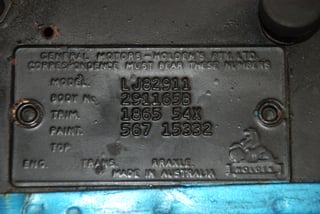 GENERAL MOTORS-HOLDEN'S PTY. LTD.
CORRESPONDENCE MUST BEAR THESE NUMBERS
MODEL. LJ82911
BODY No 291165B
TRIM. 1865 54X
PAINT. 567 15332
TOP.
ENG. TRANS. AXLE.
MADE IN AUSTRALIA
HOLDEN